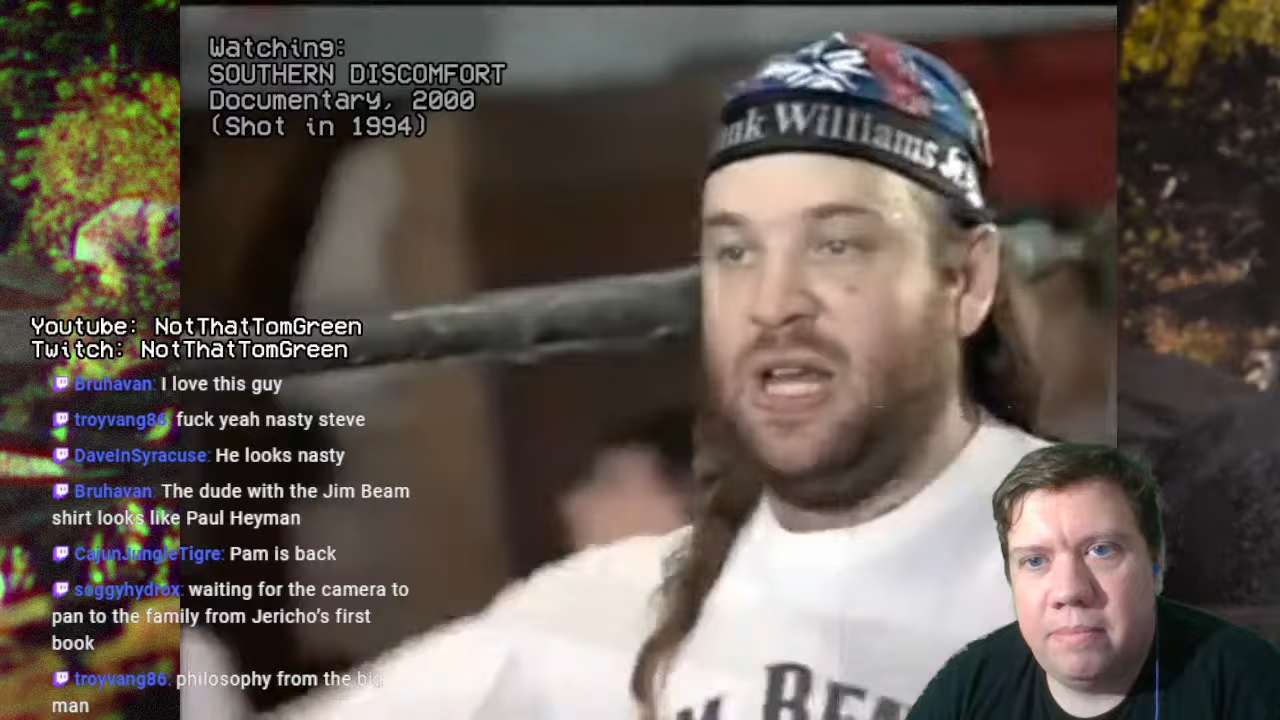 Watching:
SOUTHERN DISCOMFORT
Documentary, 2000
(Shot in 1994)
Williams Jr.
Youtube: NotThatTomGreen
Twitch: NotThatTomGreen
Bruhavan: I love this guy
troyvang86: fuck yeah nasty steve
DaveInSyracuse: He looks nasty
Bruhavan: The dude with the Jim Beam
shirt looks like Paul Heyman
CajunJungleTigre: Pam is back
soggyhydrox: waiting for the camera to
pan to the family from Jericho's first
book
troyvang86: philosophy from the big
man